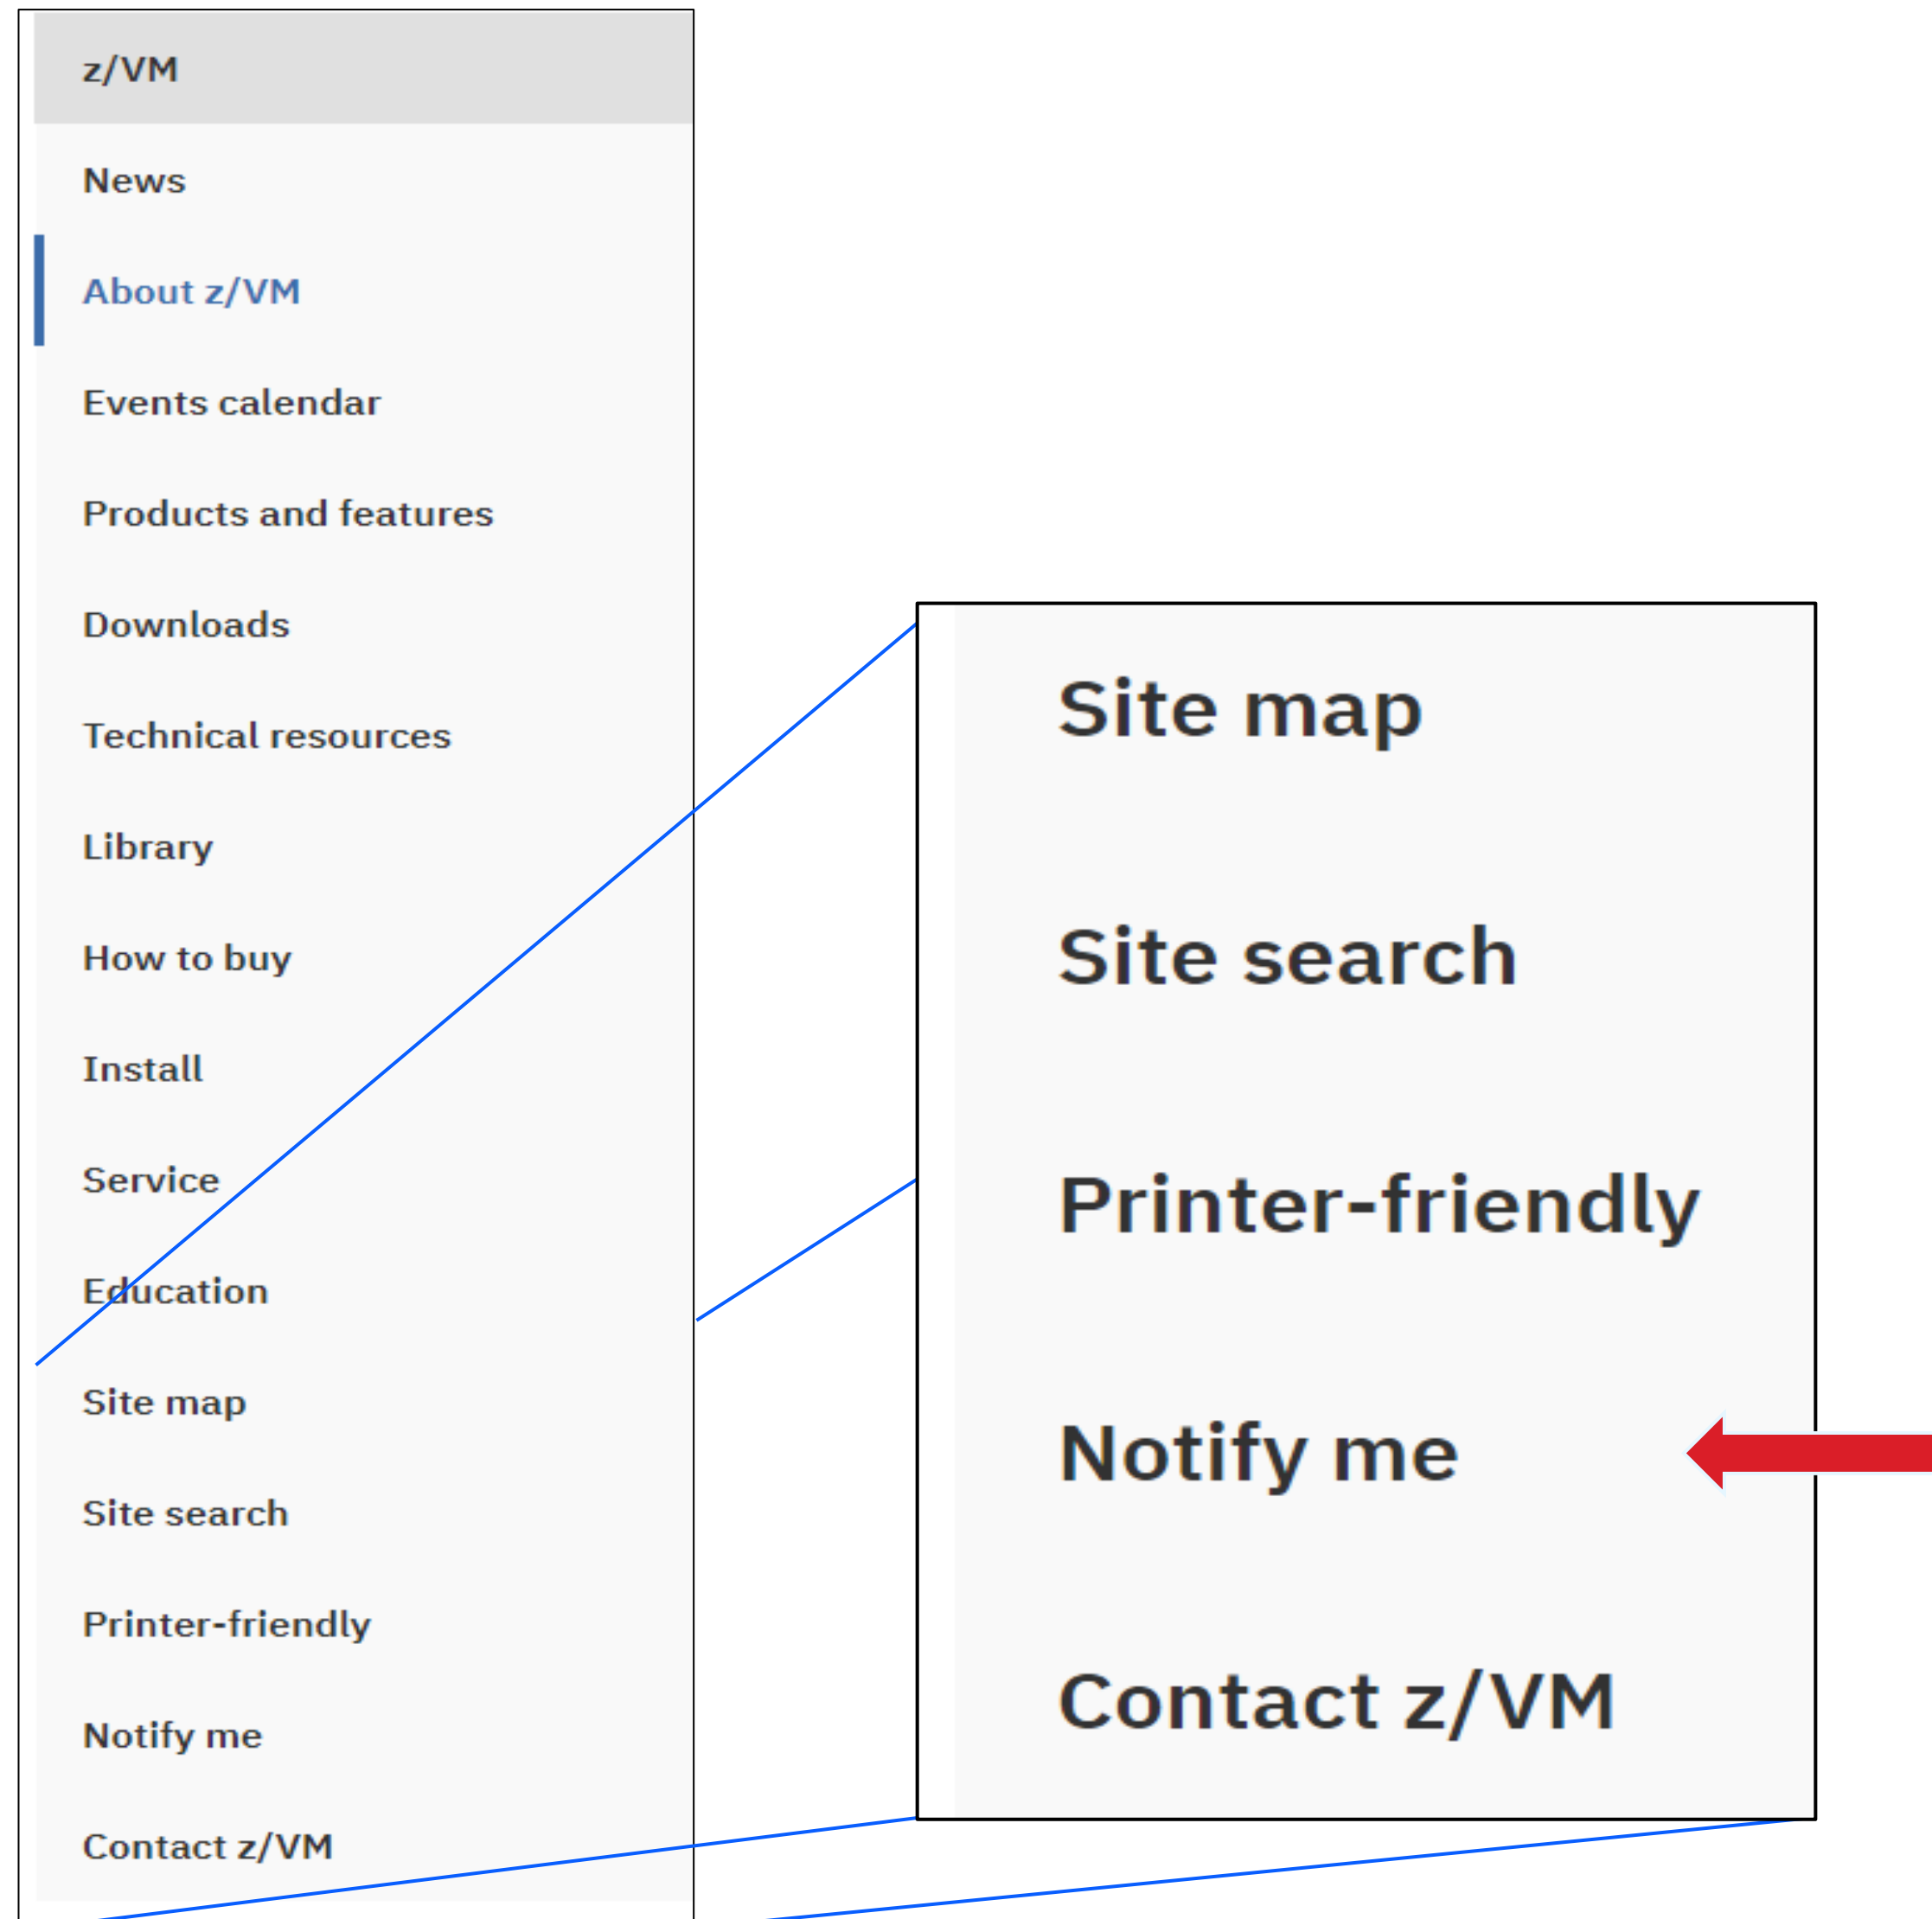 z/VM
News
About z/VM
Events calendar
Products and features
Downloads
Technical resources
Library
How to buy
Install
Service
Education
Site map
Site search
Printer-friendly
Notify me
Contact z/VM
Site map
Site search
Printer-friendly
Notify me
Contact z/VM